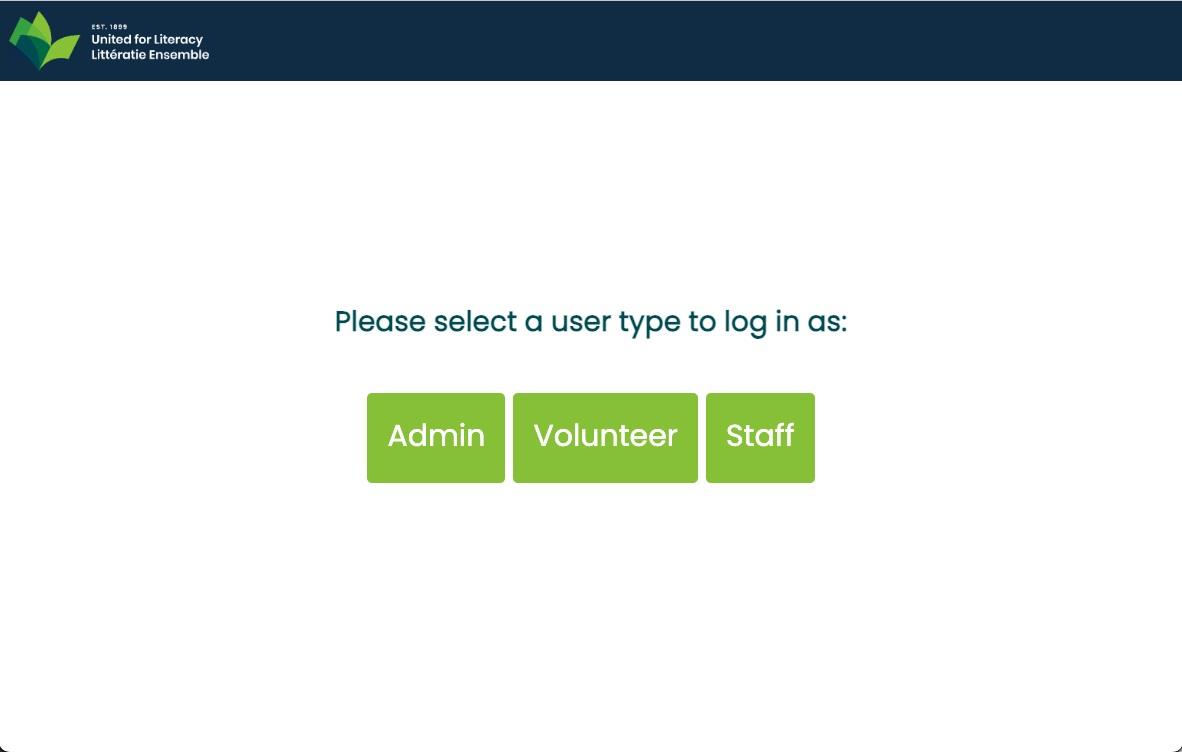 EST. 1899
United for Literacy
Littératie Ensemble
Please select a user type to log in as:
Admin Volunteer Staff